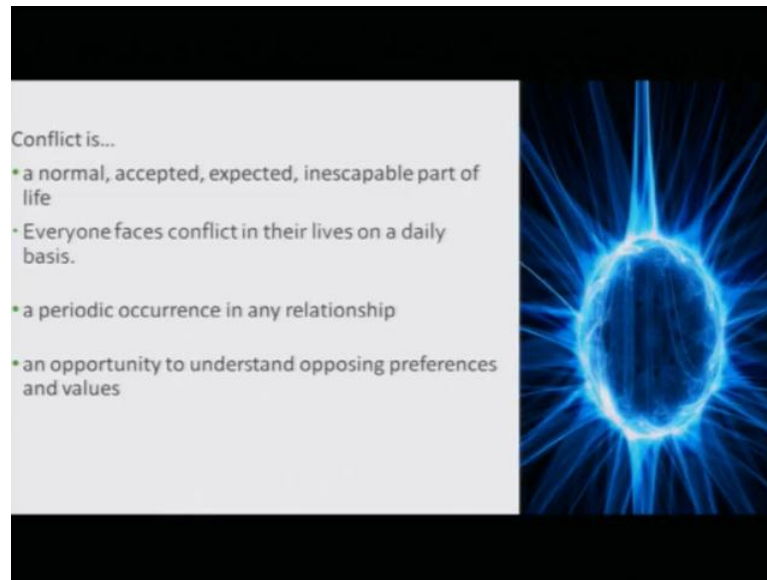 Conflict is...
• a normal, accepted, expected, inescapable part of
life
• Everyone faces conflict in their lives on a daily
basis.
• a periodic occurrence in any relationship
• an opportunity to understand opposing preferences
and values